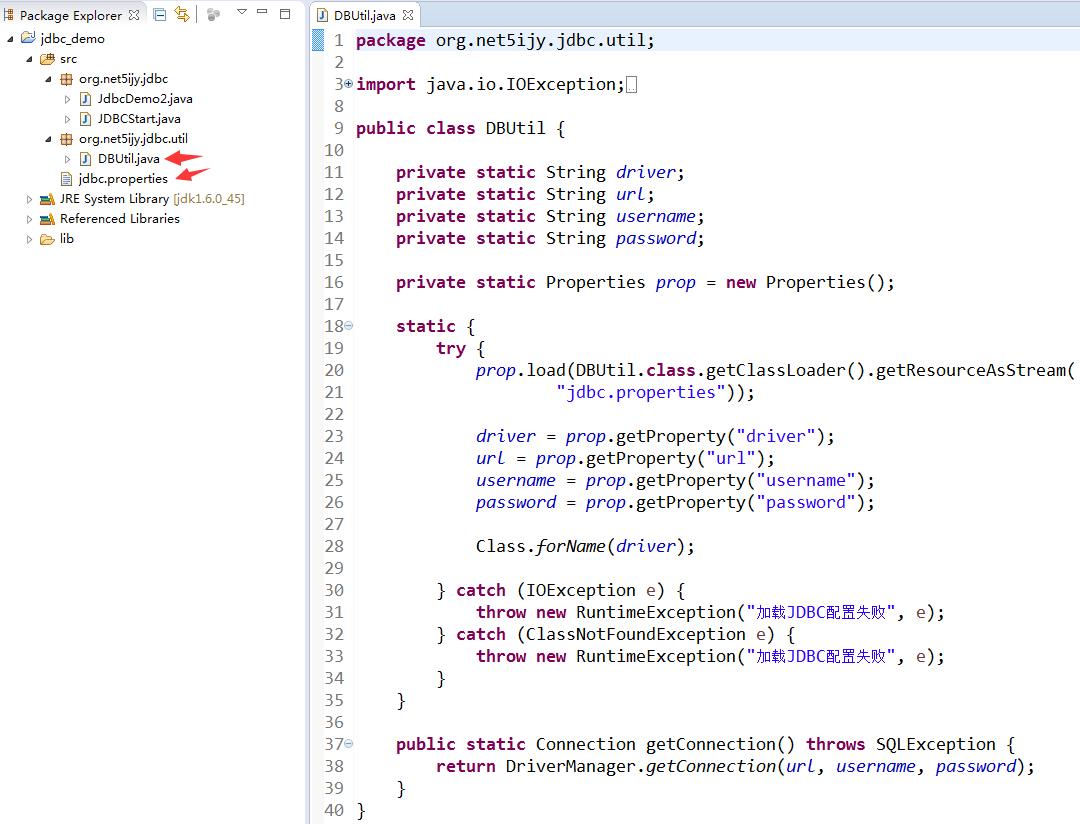 Package Explorer
jdbc_demo
src
org.net5ijy.jdbc
JdbcDemo2.java
JDBCStart.java
org.net5ijy.jdbc.util
DBUtil.java
jdbc.properties
JRE System Library [jdk1.6.0_45]
Referenced Libraries
lib
DBUtil.java
1 package org.net5ijy.jdbc.util;
2
3 import java.io.IOException;
8
9 public class DBUtil {
10
11 private static String driver;
12 private static String url;
13 private static String username;
14 private static String password;
15
16 private static Properties prop = new Properties();
17
18 static {
19 try {
20 prop.load(DBUtil.class.getClassLoader().getResourceAsStream(
21 "jdbc.properties"));
22
23 driver = prop.getProperty("driver");
24 url = prop.getProperty("url");
25 username = prop.getProperty("username");
26 password = prop.getProperty("password");
27
28 Class.forName(driver);
29
30 } catch (IOException e) {
31 throw new RuntimeException("加载JDBC配置失败", e);
32 } catch (ClassNotFoundException e) {
33 throw new RuntimeException("加载JDBC配置失败", e);
34 }
35 }
36
37 public static Connection getConnection() throws SQLException {
38 return DriverManager.getConnection(url, username, password);
39 }
40 }